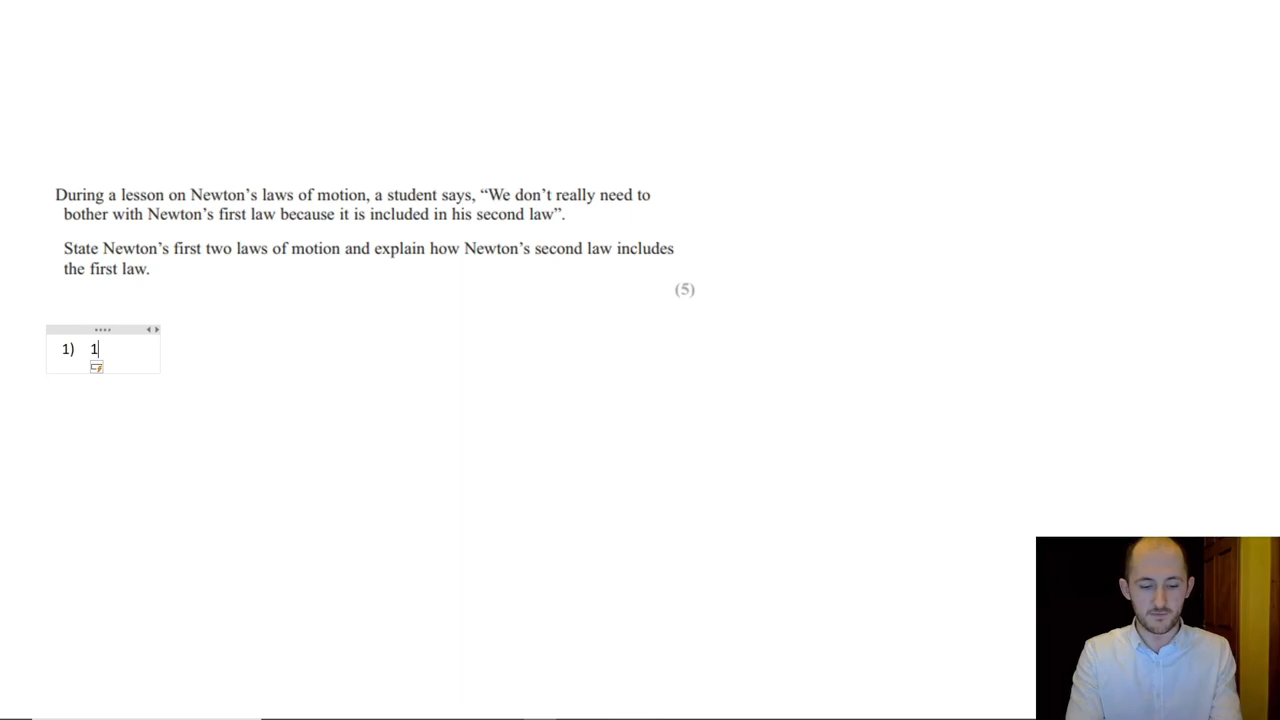 During a lesson on Newton’s laws of motion, a student says, “We don’t really need to
bother with Newton’s first law because it is included in his second law”.
State Newton’s first two laws of motion and explain how Newton’s second law includes
the first law.
(5)
1) 1